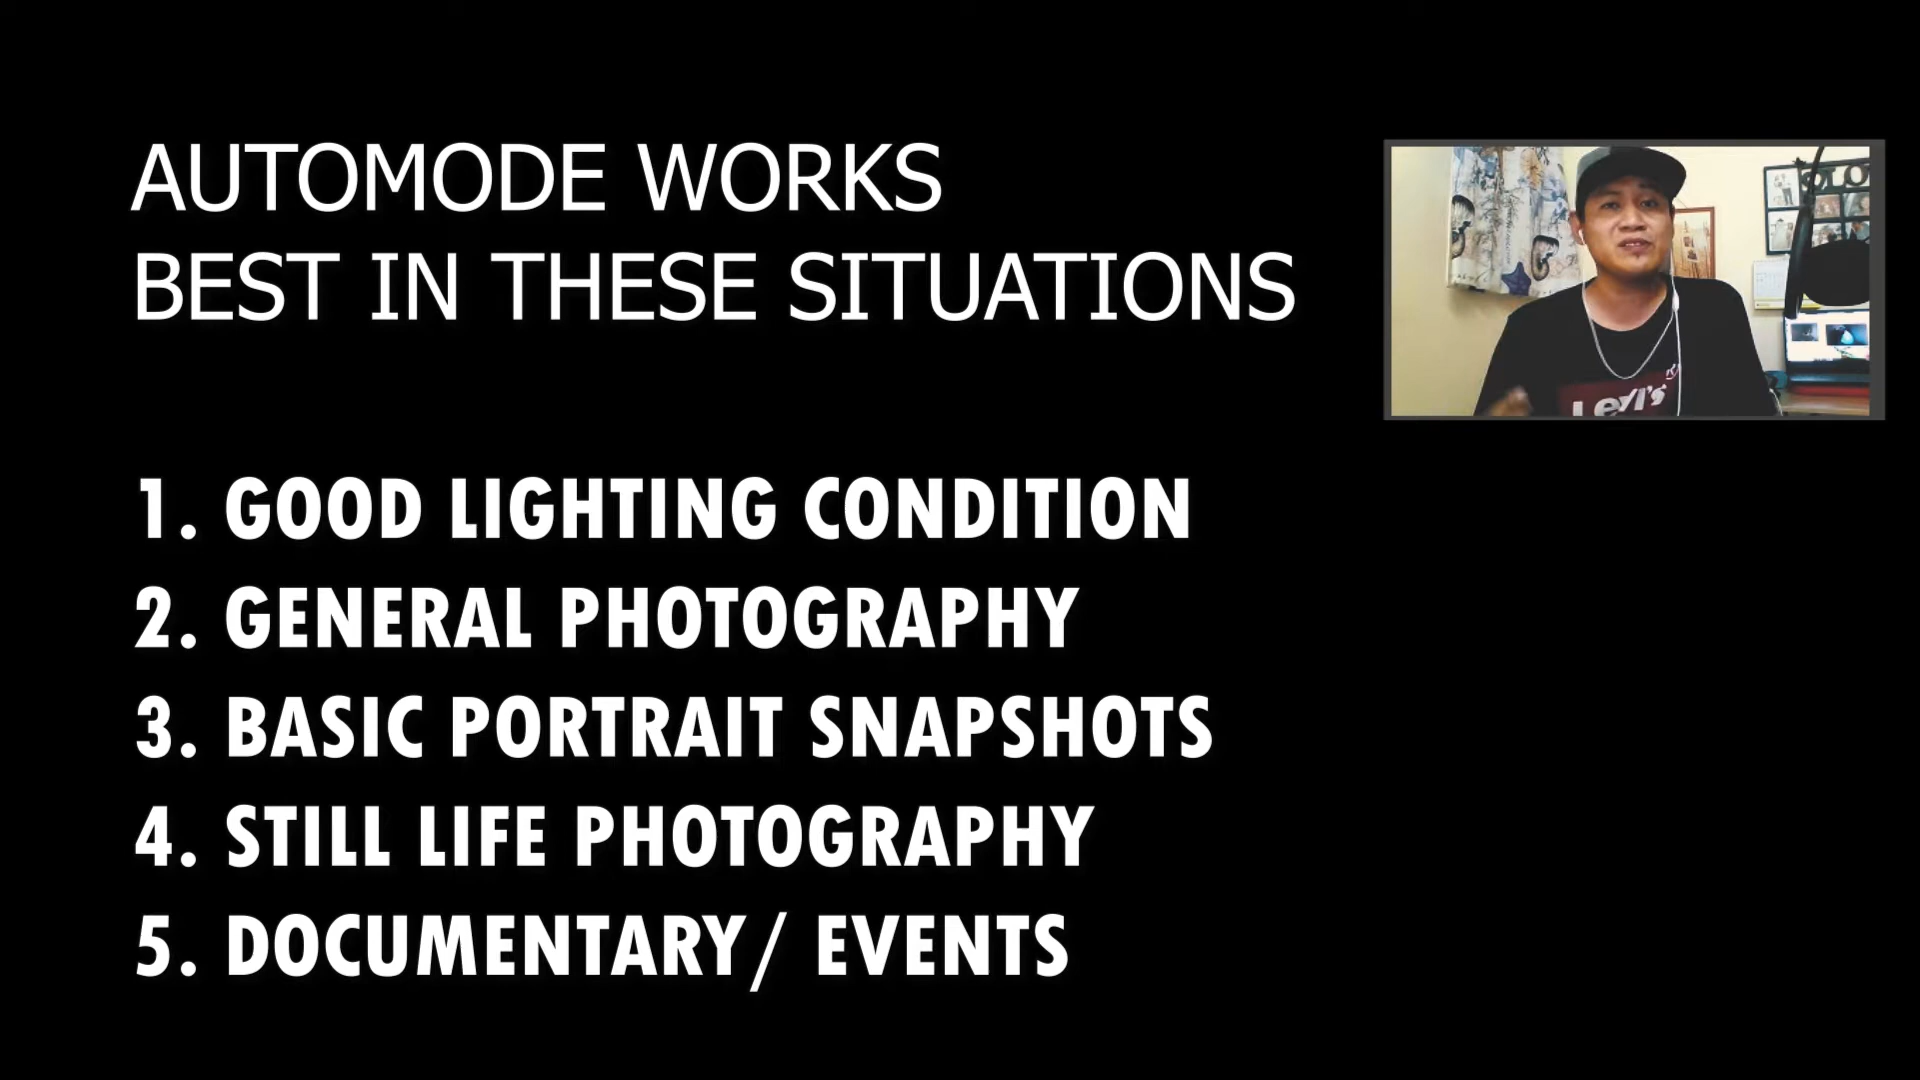 AUTOMODE WORKS
BEST IN THESE SITUATIONS
1. GOOD LIGHTING CONDITION
2. GENERAL PHOTOGRAPHY
3. BASIC PORTRAIT SNAPSHOTS
4. STILL LIFE PHOTOGRAPHY
5. DOCUMENTARY/ EVENTS
Levi's